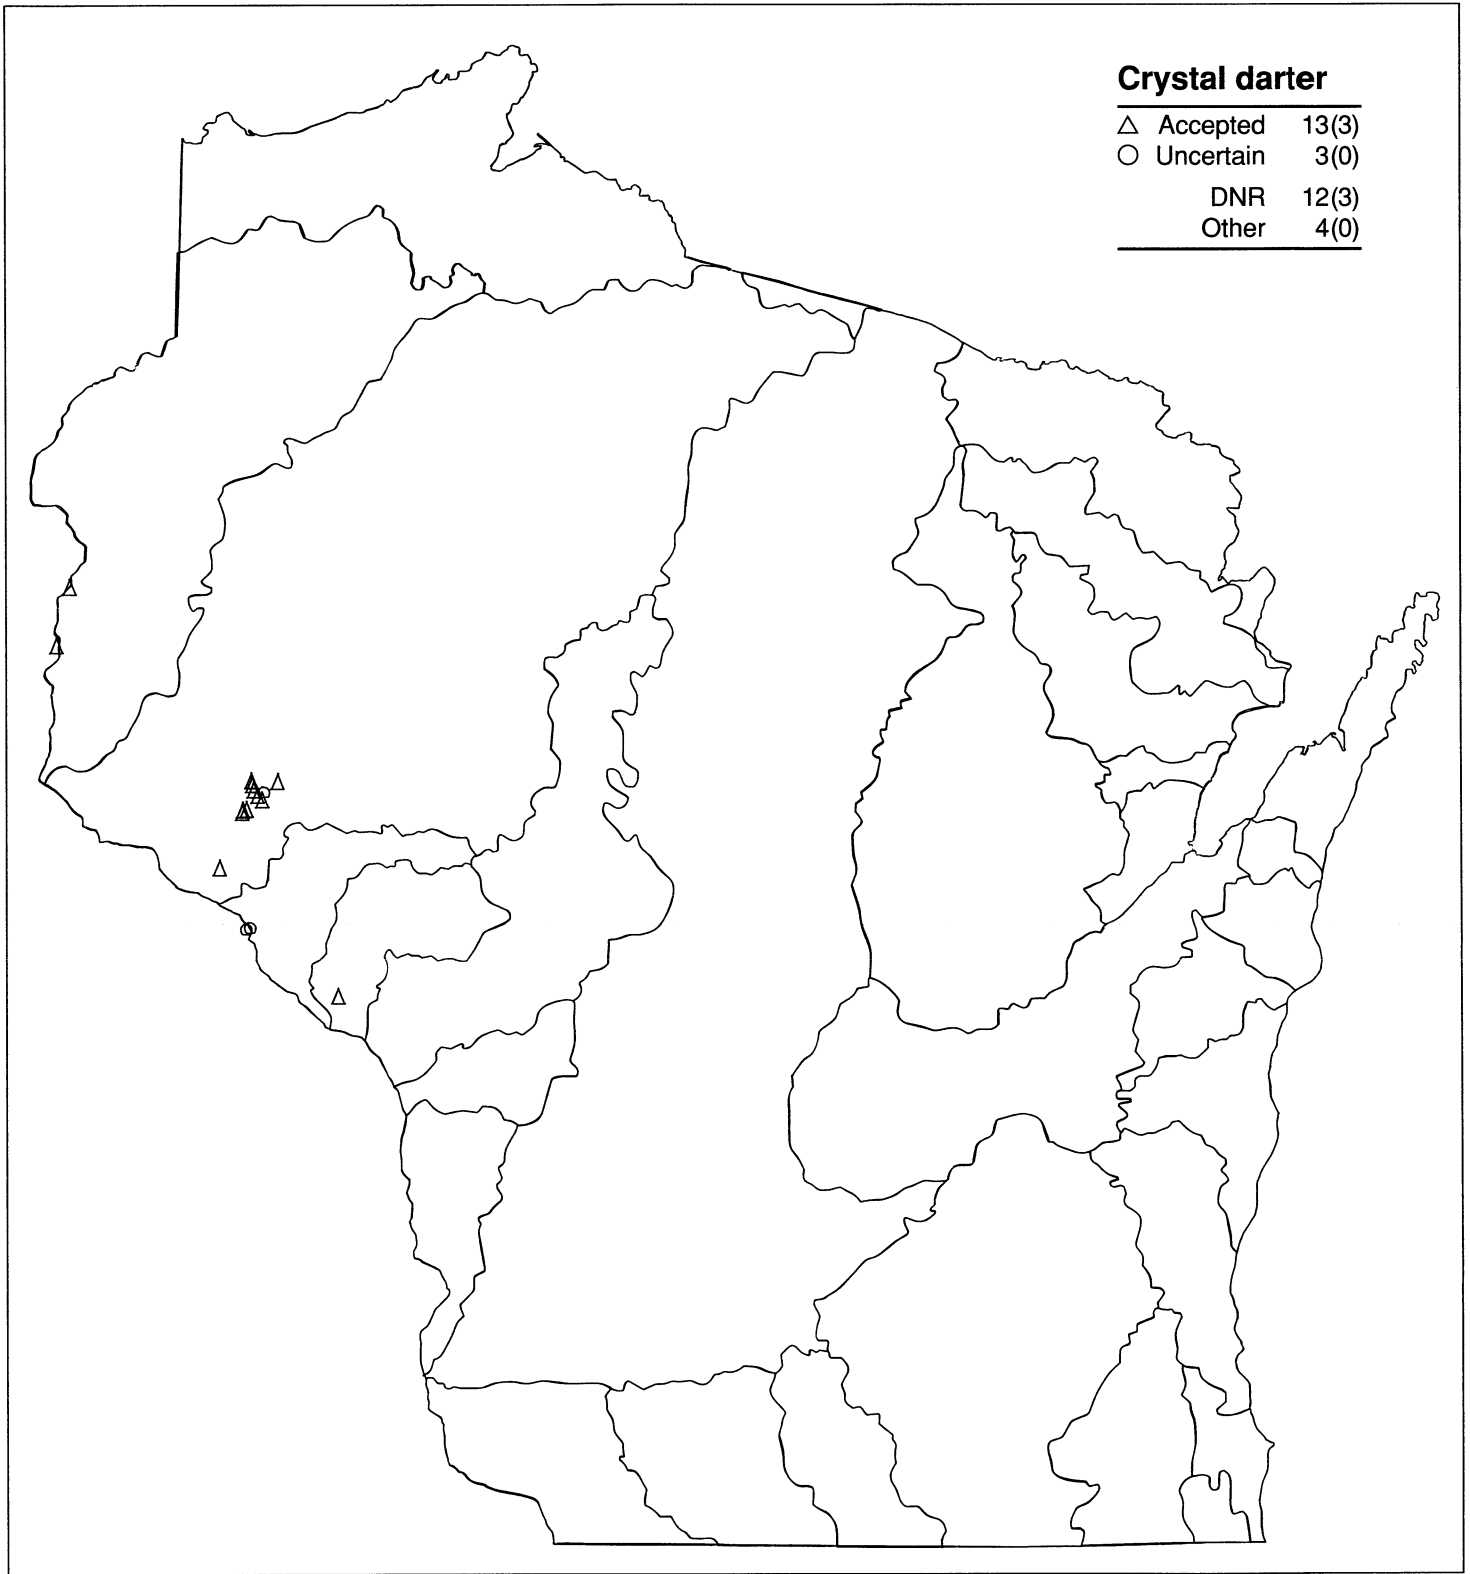 Crystal darter
△ Accepted 13(3)
○ Uncertain 3(0)
DNR 12(3)
Other 4(0)